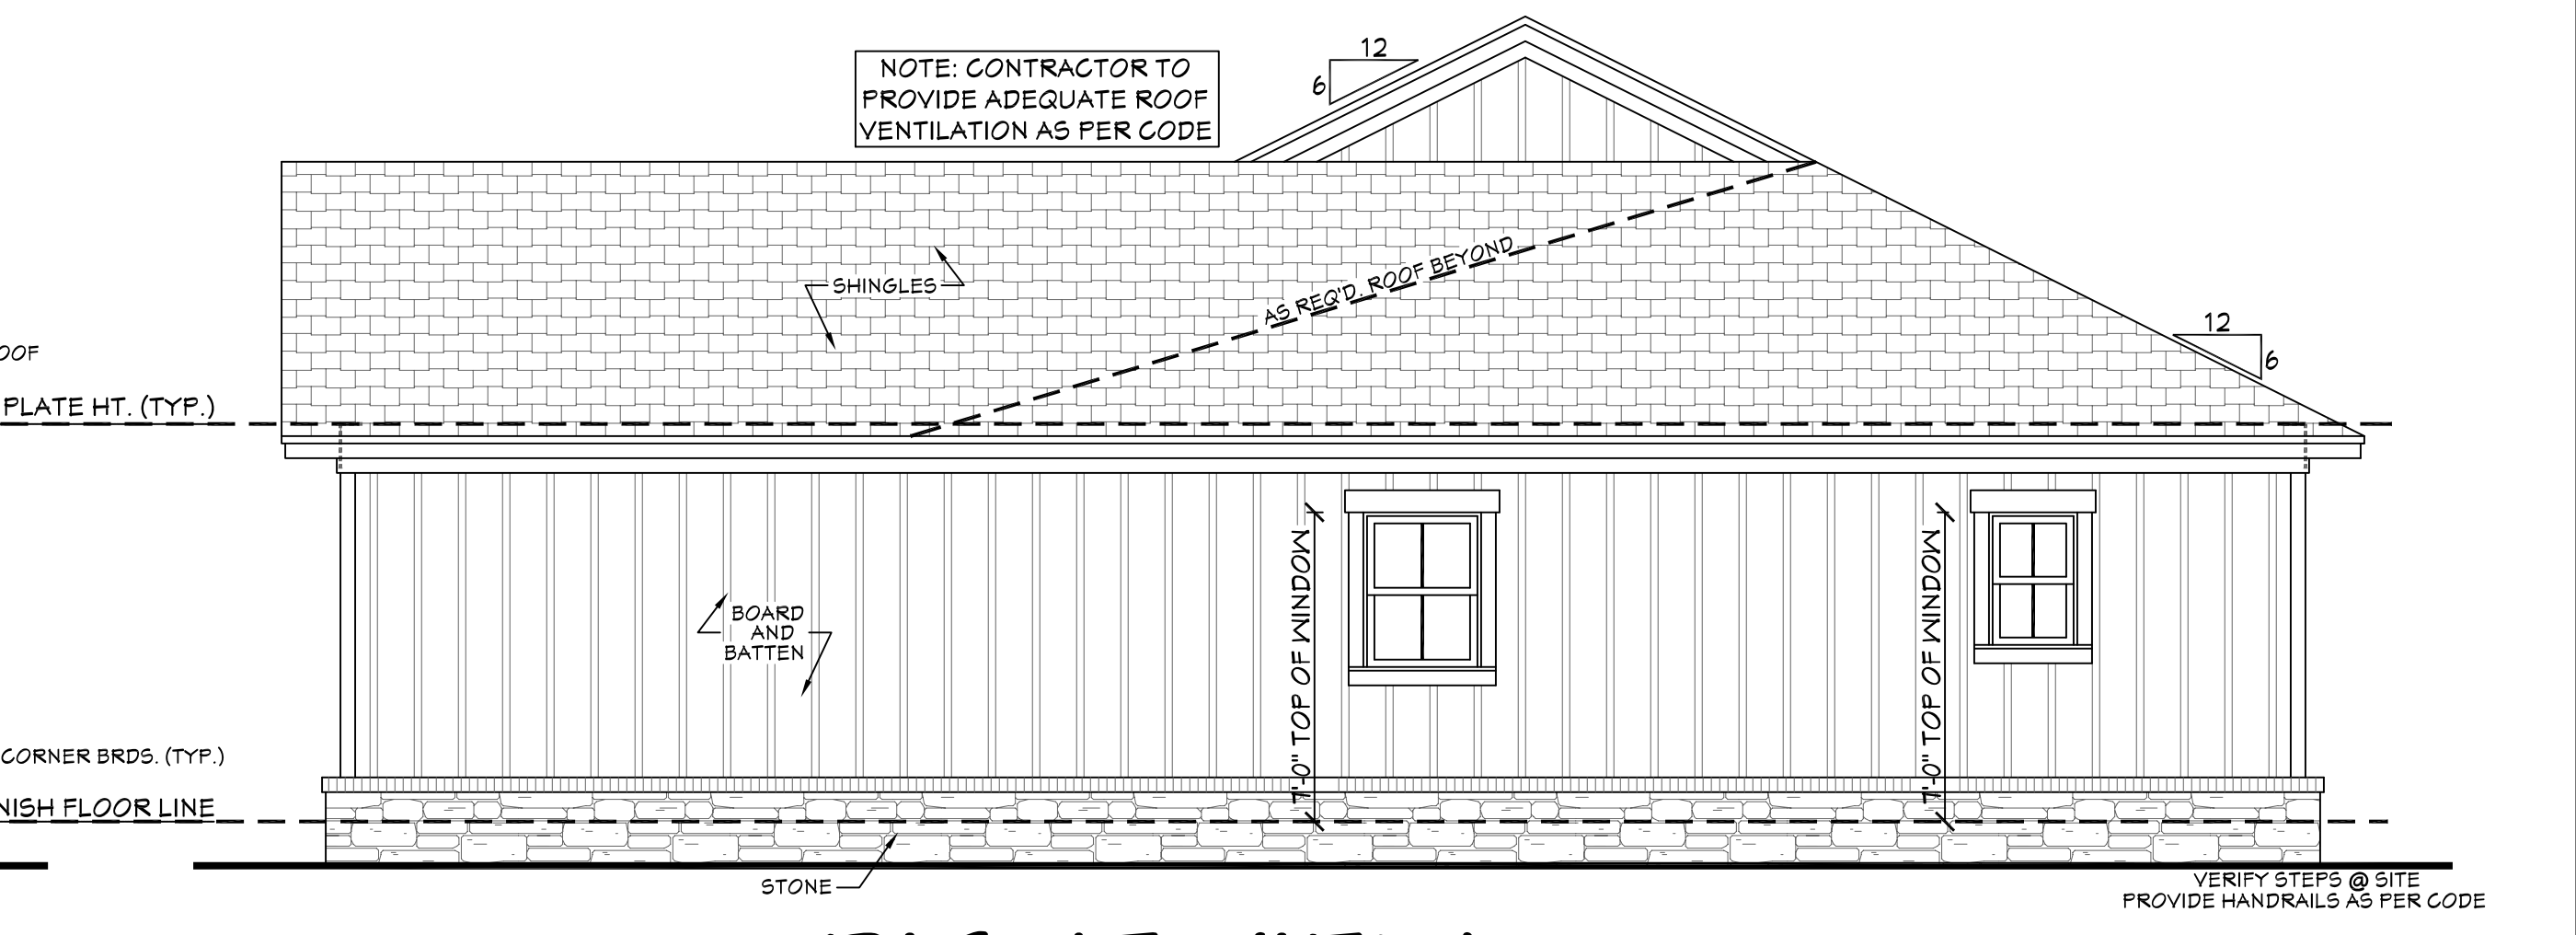 12
6
NOTE: CONTRACTOR TO
PROVIDE ADEQUATE ROOF
VENTILATION AS PER CODE
AS REQ'D. ROOF BEYOND
SHINGLES
12
6
OOF
PLATE HT. (TYP.)
7'-0" TOP OF WINDOW
7'-0" TOP OF WINDOW
BOARD
AND
BATTEN
CORNER BRDS. (TYP.)
NISH FLOOR LINE
STONE
VERIFY STEPS @ SITE
PROVIDE HANDRAILS AS PER CODE